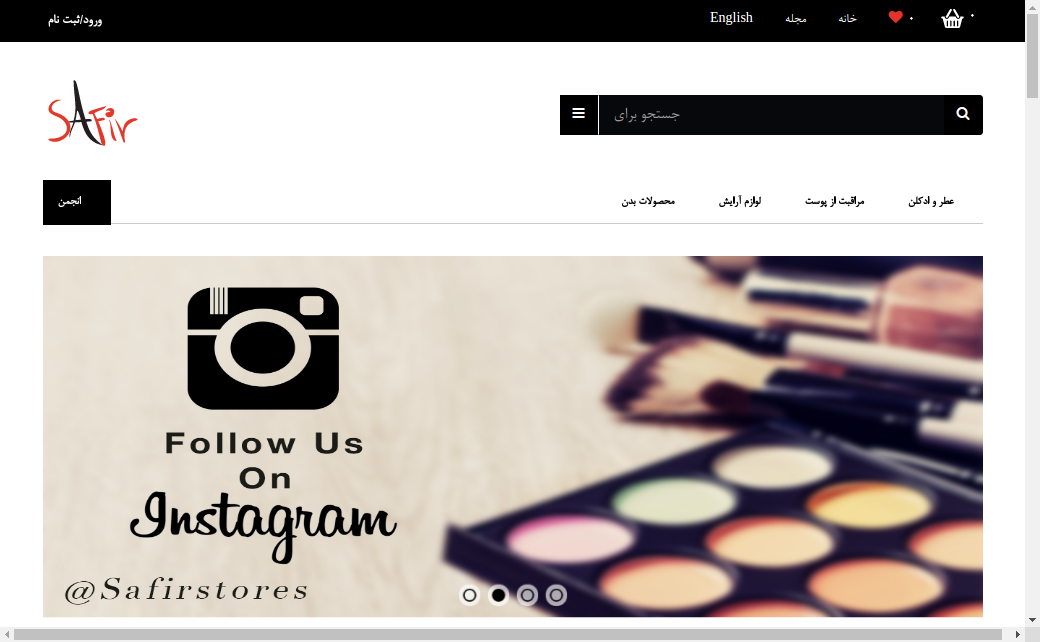 ۰ ۰ خانه مجله English ورود/ثبت نام
SAFir
جستجو برای
عطر و ادکلن مراقبت از پوست لوازم آرایش محصولات بدن انجمن
Follow Us
On
Instagram
@Safirstores